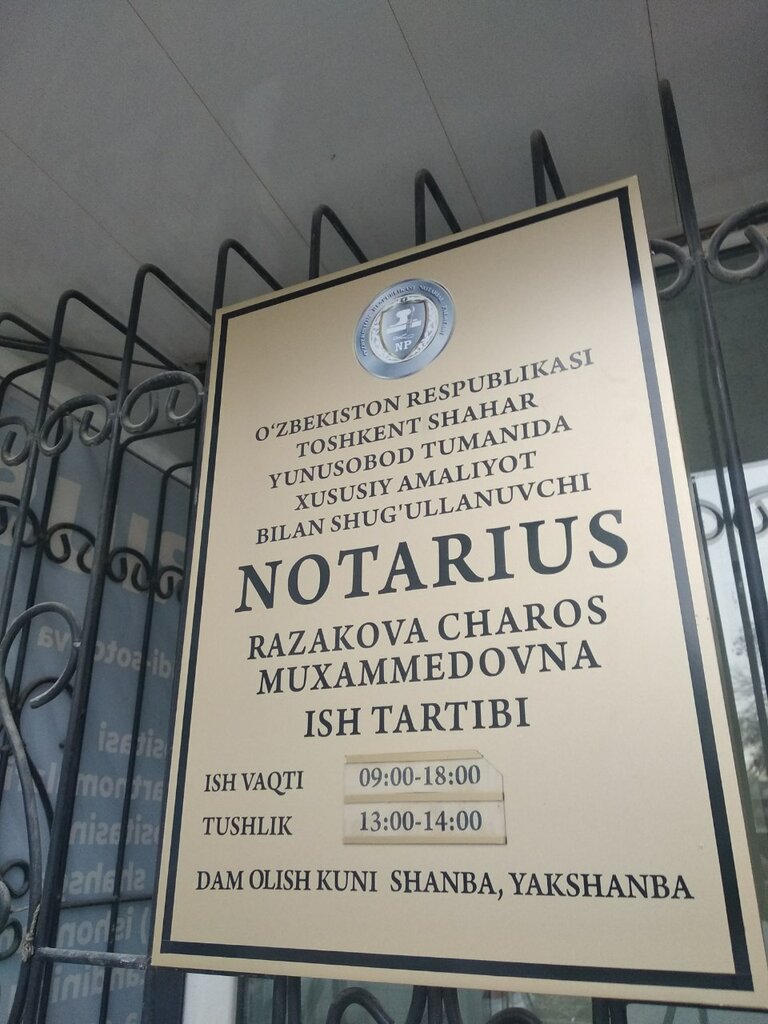 NP
O‘ZBEKISTON RESPUBLIKASI
TOSHKENT SHAHAR
YUNUSOBOD TUMANIDA
XUSUSIY AMALIYOT
BILAN SHUG'ULLANUVCHI
NOTARIUS
RAZAKOVA CHAROS
MUXAMMEDOVNA
ISH TARTIBI
ISH VAQTI 09:00-18:00
TUSHLIK 13:00-14:00
DAM OLISH KUNI SHANBA, YAKSHANBA